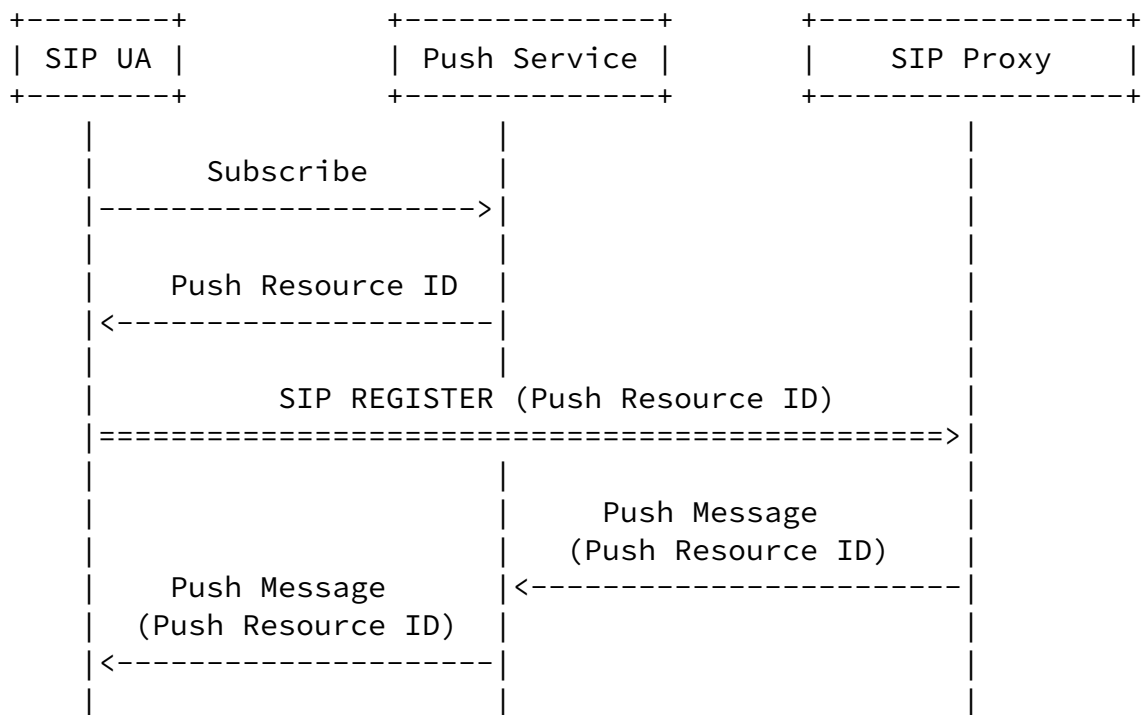 SIP UA Push Service SIP Proxy
Subscribe
Push Resource ID
SIP REGISTER (Push Resource ID)
Push Message
(Push Resource ID)
Push Message
(Push Resource ID)